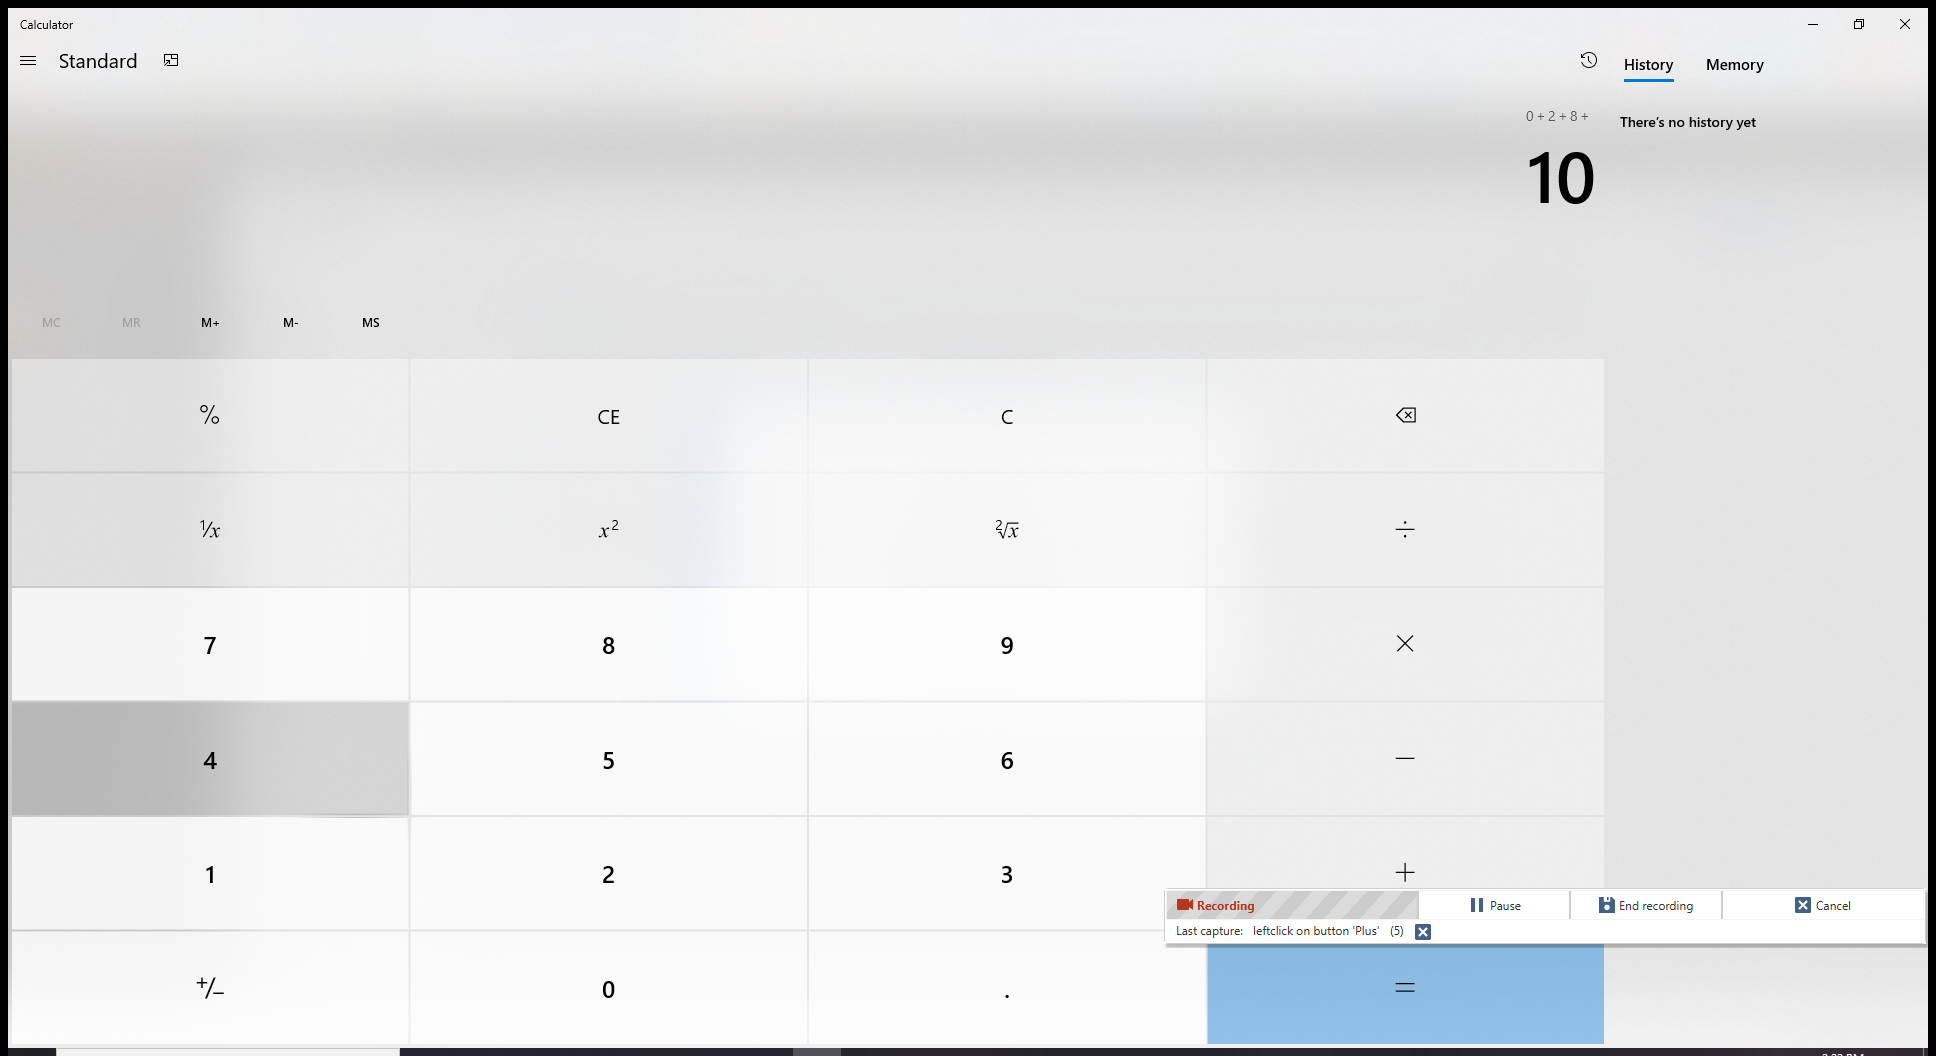 Calculator
Standard
History Memory
0 + 2 + 8 +
There's no history yet
10
MC MR M+ M- MS
% CE C
¹/x x² ²√x ÷
7 8 9 ×
4 5 6 −
1 2 3 +
Recording Pause End recording Cancel
Last capture: leftclick on button 'Plus' (5)
+/− 0 . =